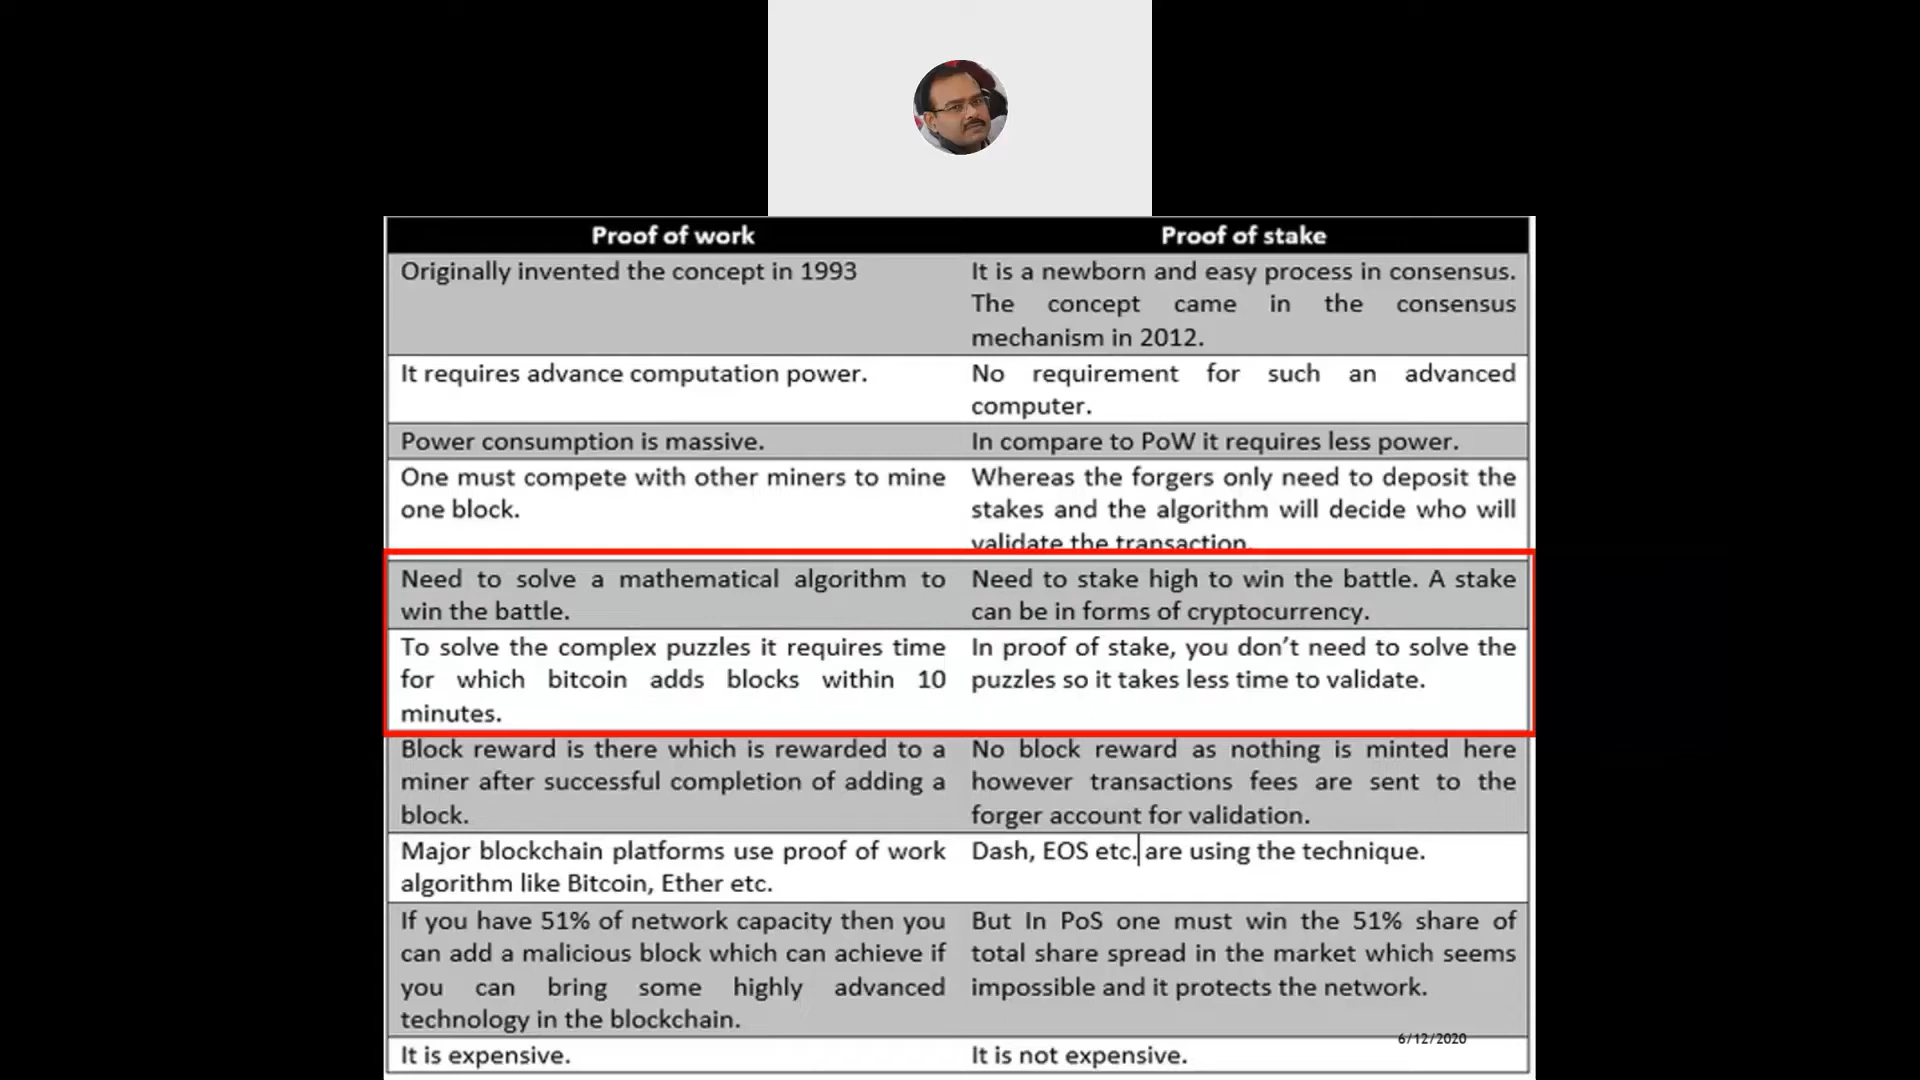 Proof of work
Proof of stake
Originally invented the concept in 1993
It is a newborn and easy process in consensus.
The concept came in the consensus
mechanism in 2012.
It requires advance computation power.
No requirement for such an advanced
computer.
Power consumption is massive.
In compare to PoW it requires less power.
One must compete with other miners to mine
one block.
Whereas the forgers only need to deposit the
stakes and the algorithm will decide who will
validate the transaction.
Need to solve a mathematical algorithm to
win the battle.
Need to stake high to win the battle. A stake
can be in forms of cryptocurrency.
To solve the complex puzzles it requires time
for which bitcoin adds blocks within 10
minutes.
In proof of stake, you don’t need to solve the
puzzles so it takes less time to validate.
Block reward is there which is rewarded to a
miner after successful completion of adding a
block.
No block reward as nothing is minted here
however transactions fees are sent to the
forger account for validation.
Major blockchain platforms use proof of work
algorithm like Bitcoin, Ether etc.
Dash, EOS etc. are using the technique.
If you have 51% of network capacity then you
can add a malicious block which can achieve if
you can bring some highly advanced
technology in the blockchain.
But In PoS one must win the 51% share of
total share spread in the market which seems
impossible and it protects the network.
6/12/2020
It is expensive.
It is not expensive.